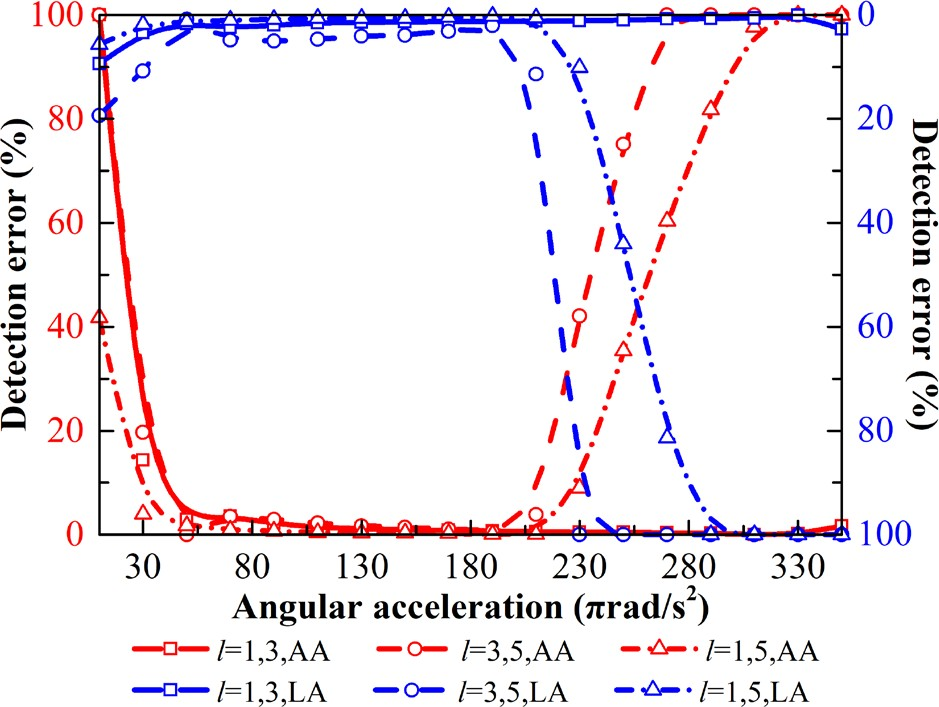 100
80
60
40
20
0
Detection error (%)
0
20
40
60
80
100
Detection error (%)
30 80 130 180 230 280 330
Angular acceleration (πrad/s²)
l=1,3,AA l=3,5,AA l=1,5,AA
l=1,3,LA l=3,5,LA l=1,5,LA